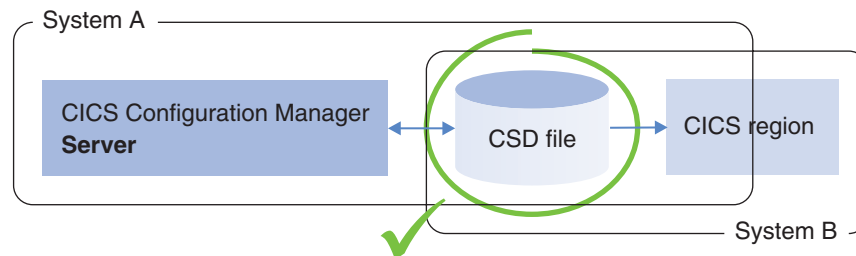 System A
CICS Configuration Manager
Server
CSD file
CICS region
System B